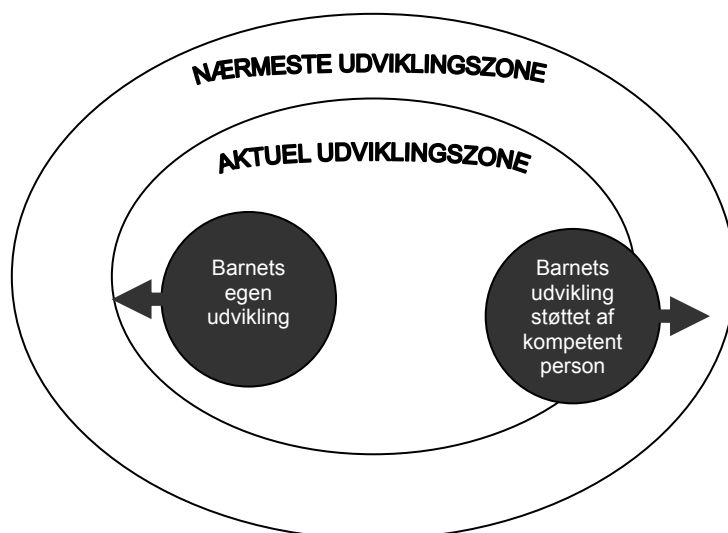 NÆRMESTE UDVIKLINGSZONE
AKTUEL UDVIKLINGSZONE
Barnets
egen
udvikling
Barnets
udvikling
støttet af
kompetent
person